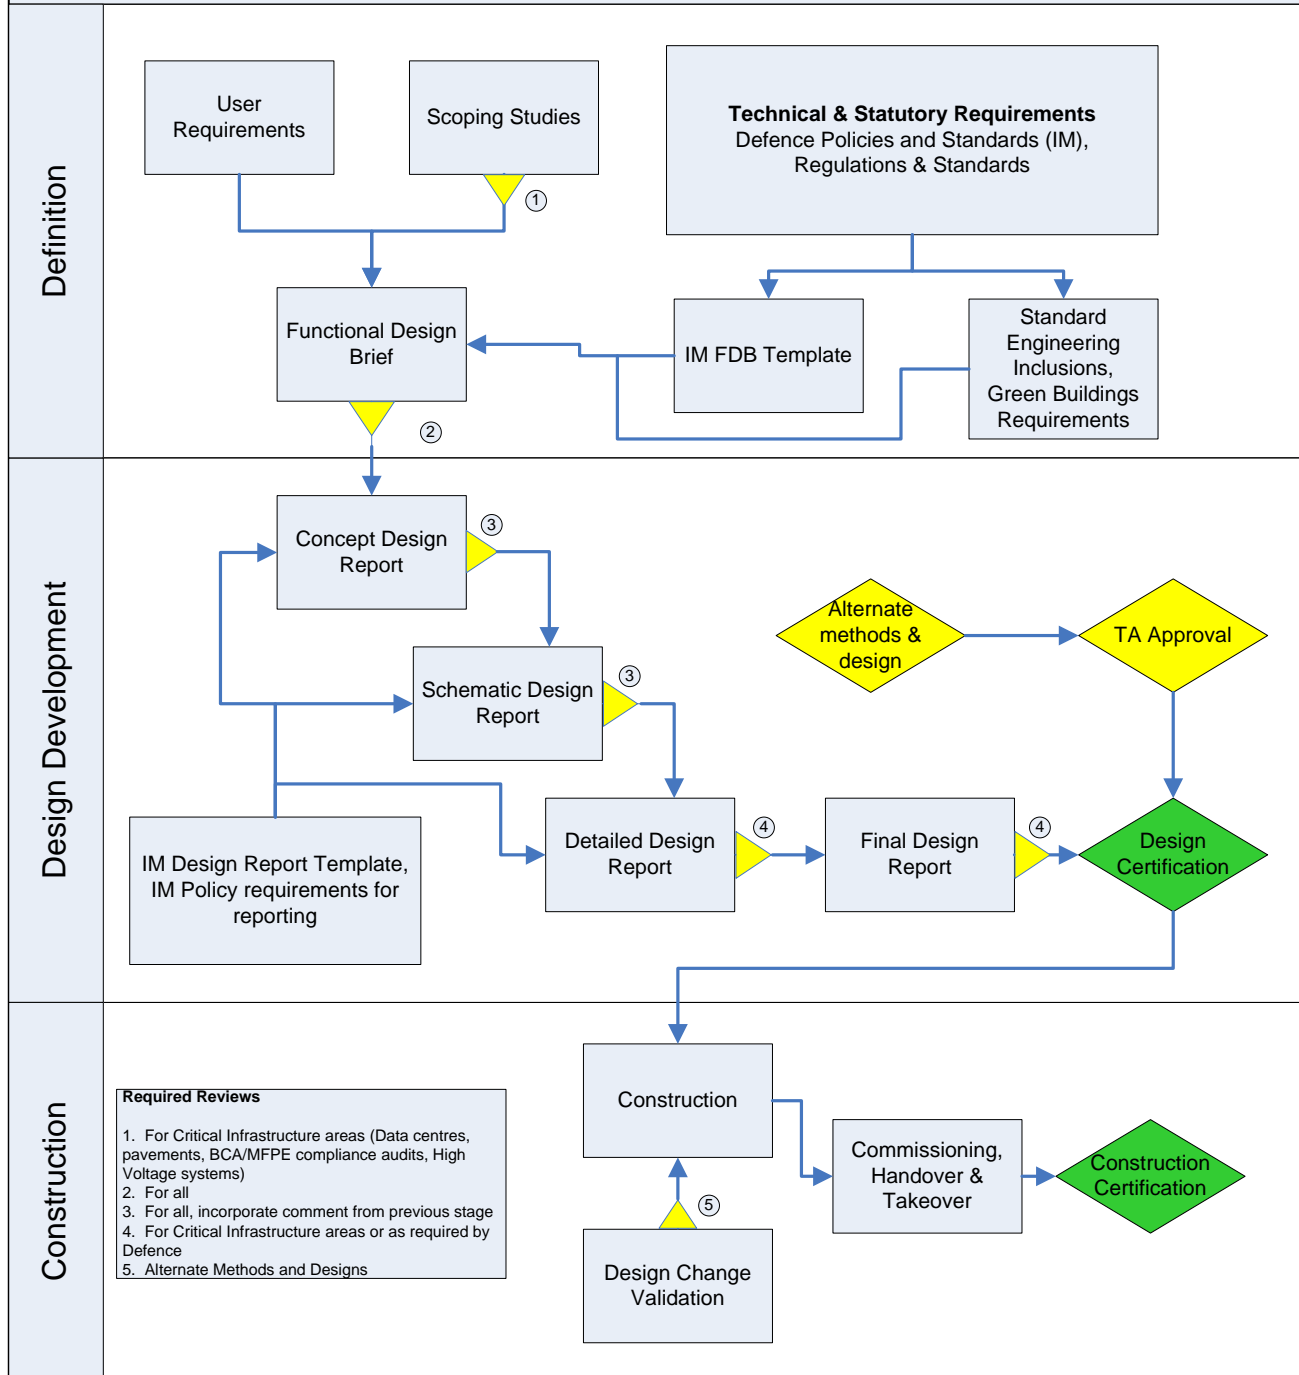 Definition
User
Requirements
Scoping Studies
1
Technical & Statutory Requirements
Defence Policies and Standards (IM),
Regulations & Standards
Functional Design
Brief
2
IM FDB Template
Standard
Engineering
Inclusions,
Green Buildings
Requirements
Design Development
Concept Design
Report
3
Schematic Design
Report
3
Alternate
methods &
design
TA Approval
IM Design Report Template,
IM Policy requirements for
reporting
Detailed Design
Report
4
Final Design
Report
4
Design
Certification
Construction
Required Reviews
1. For Critical Infrastructure areas (Data centres,
pavements, BCA/MFPE compliance audits, High
Voltage systems)
2. For all
3. For all, incorporate comment from previous stage
4. For Critical Infrastructure areas or as required by
Defence
5. Alternate Methods and Designs
Construction
5
Design Change
Validation
Commissioning,
Handover &
Takeover
Construction
Certification